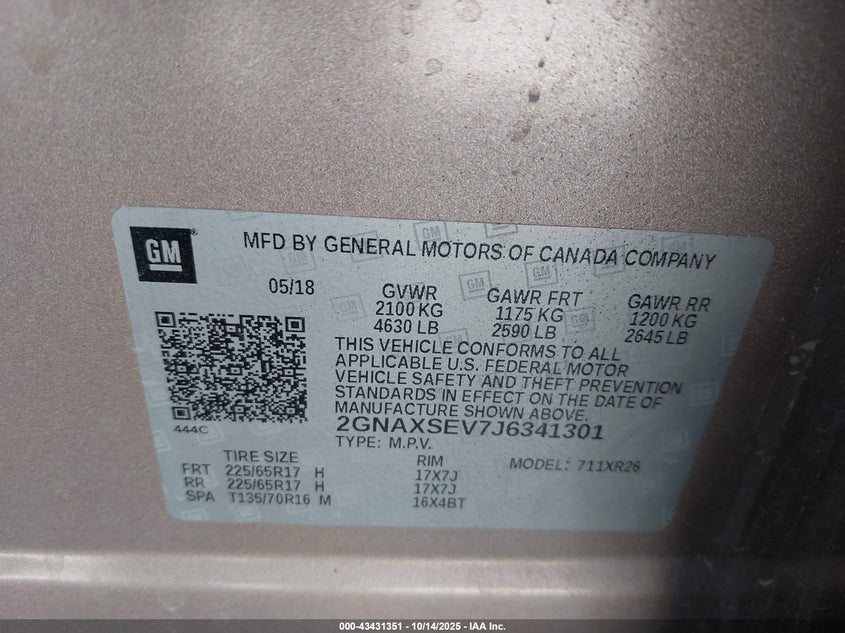 GM
MFD BY GENERAL MOTORS OF CANADA COMPANY
05/18
GVWR
2100 KG
4630 LB
GAWR FRT
1175 KG
2590 LB
GAWR RR
1200 KG
2645 LB
THIS VEHICLE CONFORMS TO ALL
APPLICABLE U.S. FEDERAL MOTOR
VEHICLE SAFETY AND THEFT PREVENTION
STANDARDS IN EFFECT ON THE DATE OF
MANUFACTURE SHOWN ABOVE.
444C
2GNAXSEV7J6341301
TYPE: M.P.V.
MODEL: 711XR26
TIRE SIZE
RIM
FRT 225/65R17 H 17X7J
RR 225/65R17 H 17X7J
SPA T135/70R16 M 16X4BT
000-43431351 | 10/14/2025 - IAA Inc.